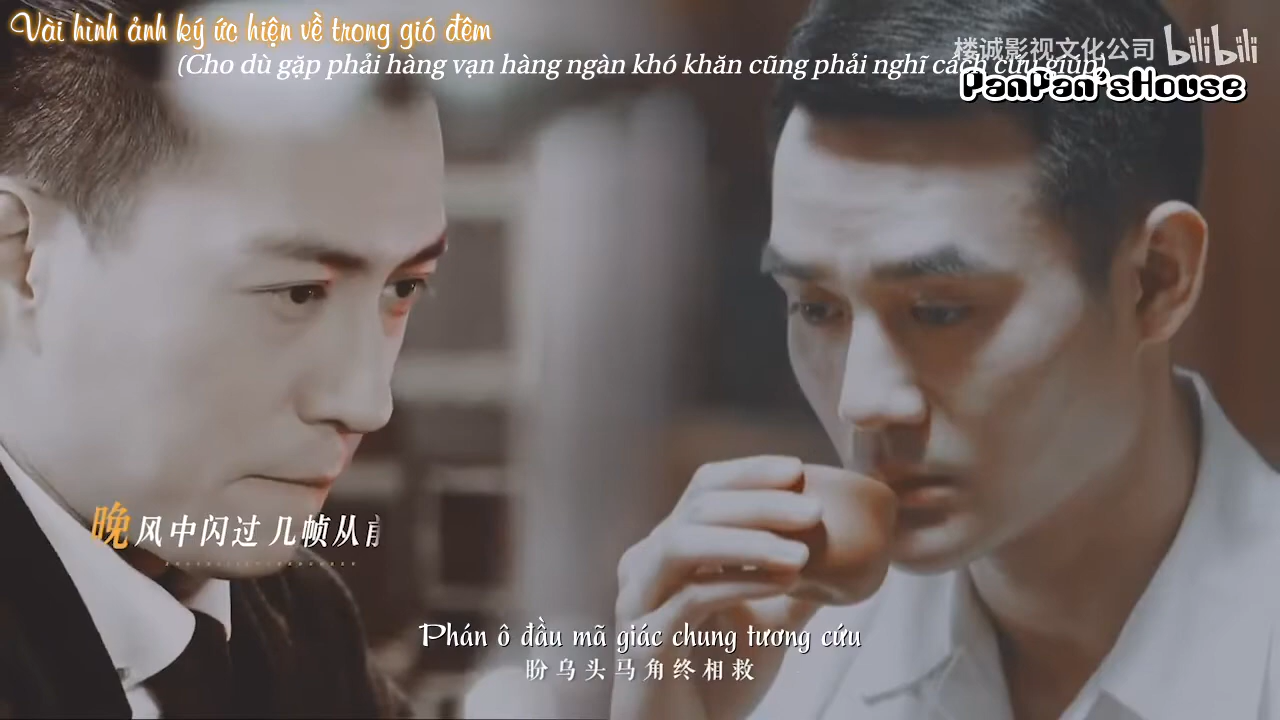 Vài hình ảnh ký ức hiện về trong gió đêm
(Cho dù gặp phải hàng vạn hàng ngàn khó khăn cũng phải nghĩ cách cứu giúp)
楼诚影视文化公司 bilibili
PanPan'sHouse
晚风中闪过 几帧从前
Phán ô đầu mã giác chung tương cứu
盼乌头马角终相救